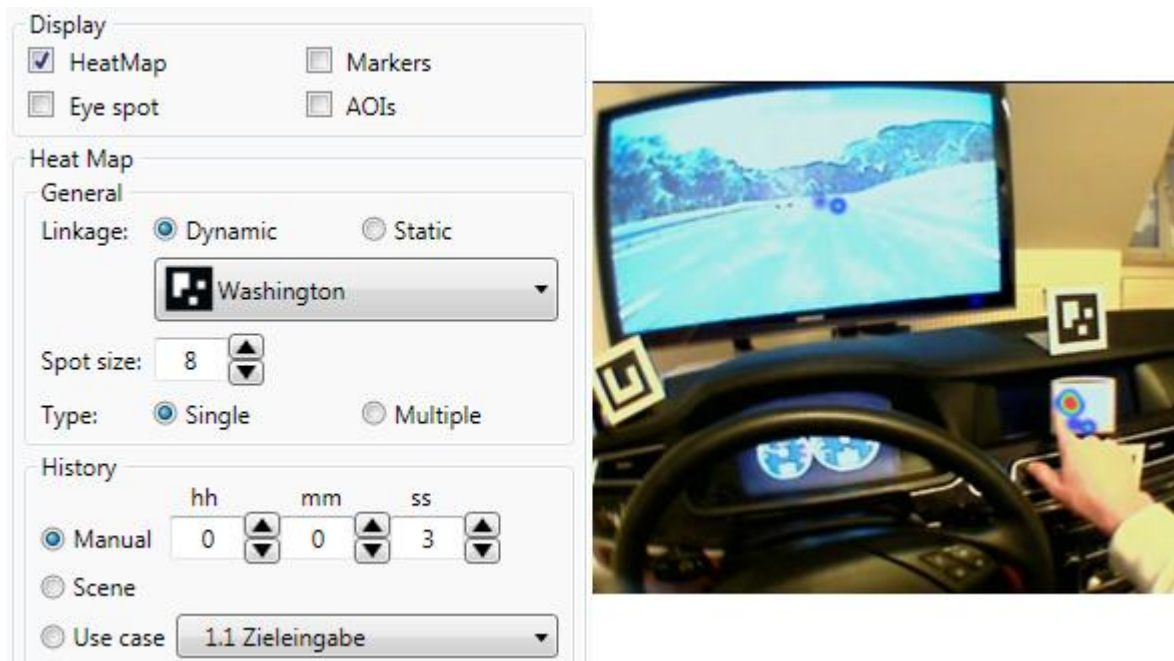 Display
HeatMap Markers
Eye spot AOIs
Heat Map
General
Linkage: Dynamic Static
Washington
Spot size: 8
Type: Single Multiple
History
hh mm ss
Manual 0 0 3
Scene
Use case 1.1 Zieleingabe